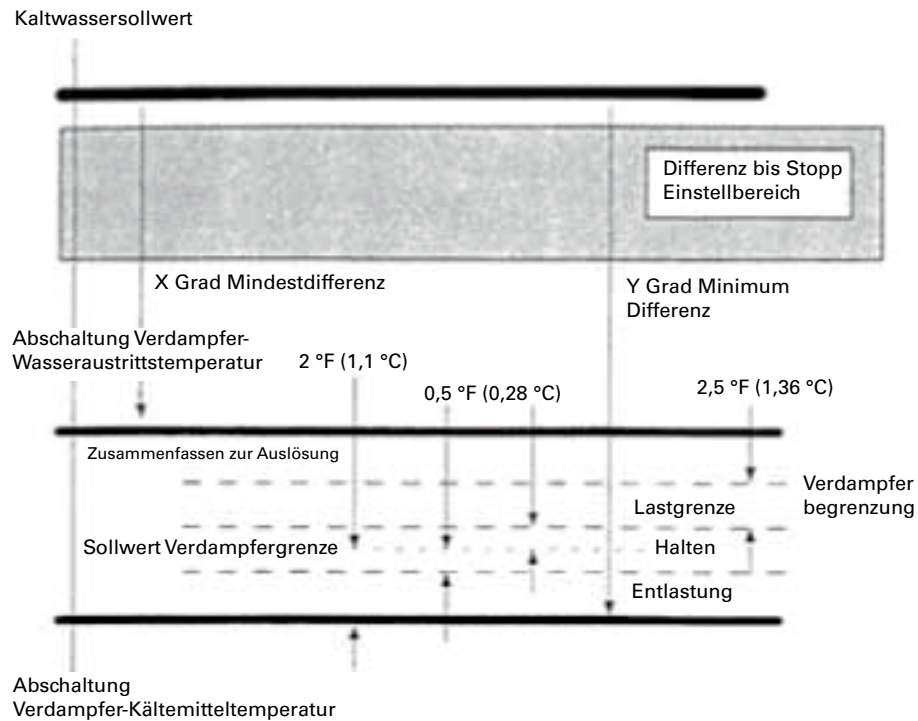 Kaltwassersollwert
Differenz bis Stopp
Einstellbereich
X Grad Mindestdifferenz
Y Grad Minimum
Differenz
Abschaltung Verdampfer-
Wasseraustrittstemperatur
2 °F (1,1 °C)
0,5 °F (0,28 °C)
2,5 °F (1,36 °C)
Zusammenfassen zur Auslösung
Verdampfer
begrenzung
Lastgrenze
Sollwert Verdampfergrenze
Halten
Entlastung
Abschaltung
Verdampfer-Kältemitteltemperatur